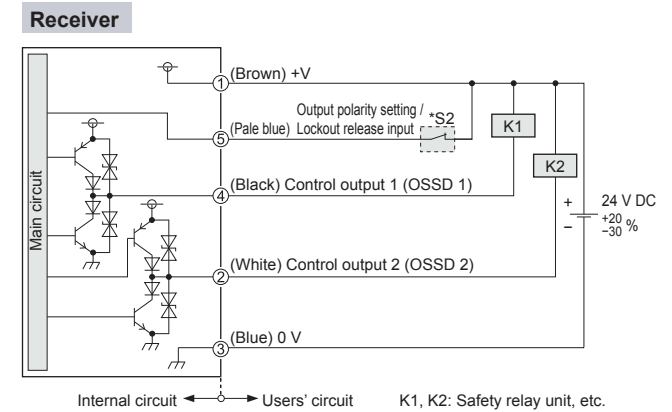 Receiver
① (Brown) +V
Output polarity setting / *S2
⑤ (Pale blue) Lockout release input
K1
K2
④ (Black) Control output 1 (OSSD 1)
Main circuit
+ 24 V DC
− +20 −30 %
② (White) Control output 2 (OSSD 2)
③ (Blue) 0 V
Internal circuit Users' circuit K1, K2: Safety relay unit, etc.